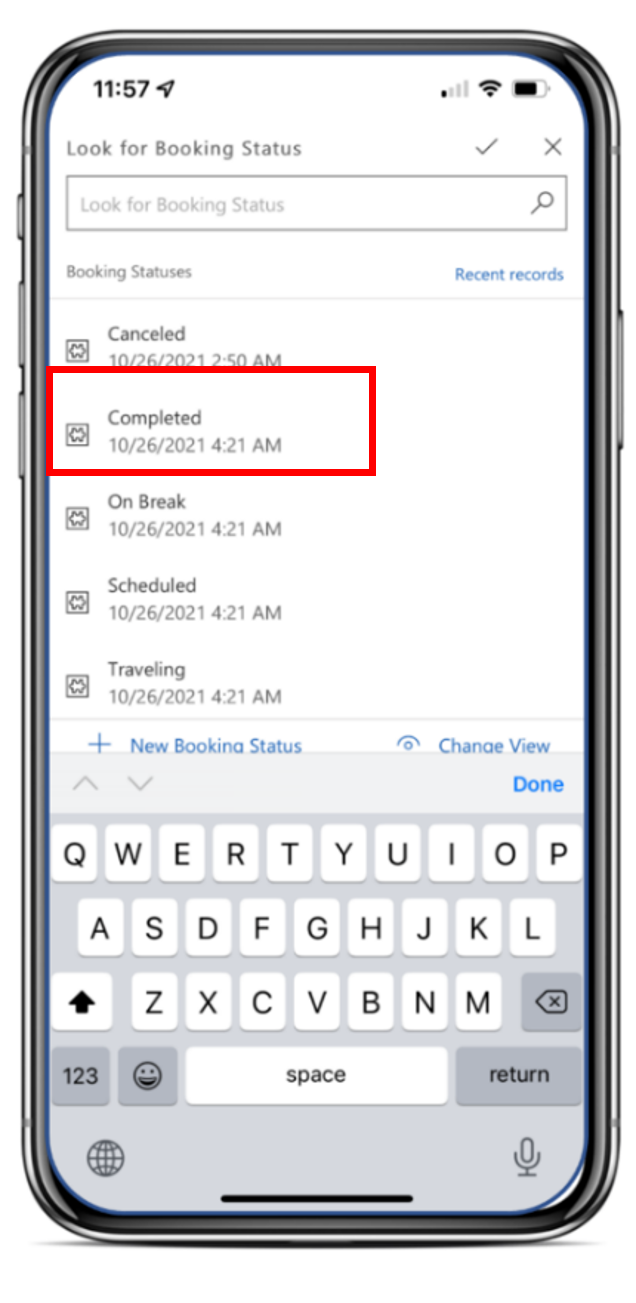 11:57
Look for Booking Status
Look for Booking Status
Booking Statuses
Recent records
Canceled
10/26/2021 2:50 AM
Completed
10/26/2021 4:21 AM
On Break
10/26/2021 4:21 AM
Scheduled
10/26/2021 4:21 AM
Traveling
10/26/2021 4:21 AM
New Booking Status
Change View
Done
Q W E R T Y U I O P
A S D F G H J K L
Z X C V B N M
123 space return